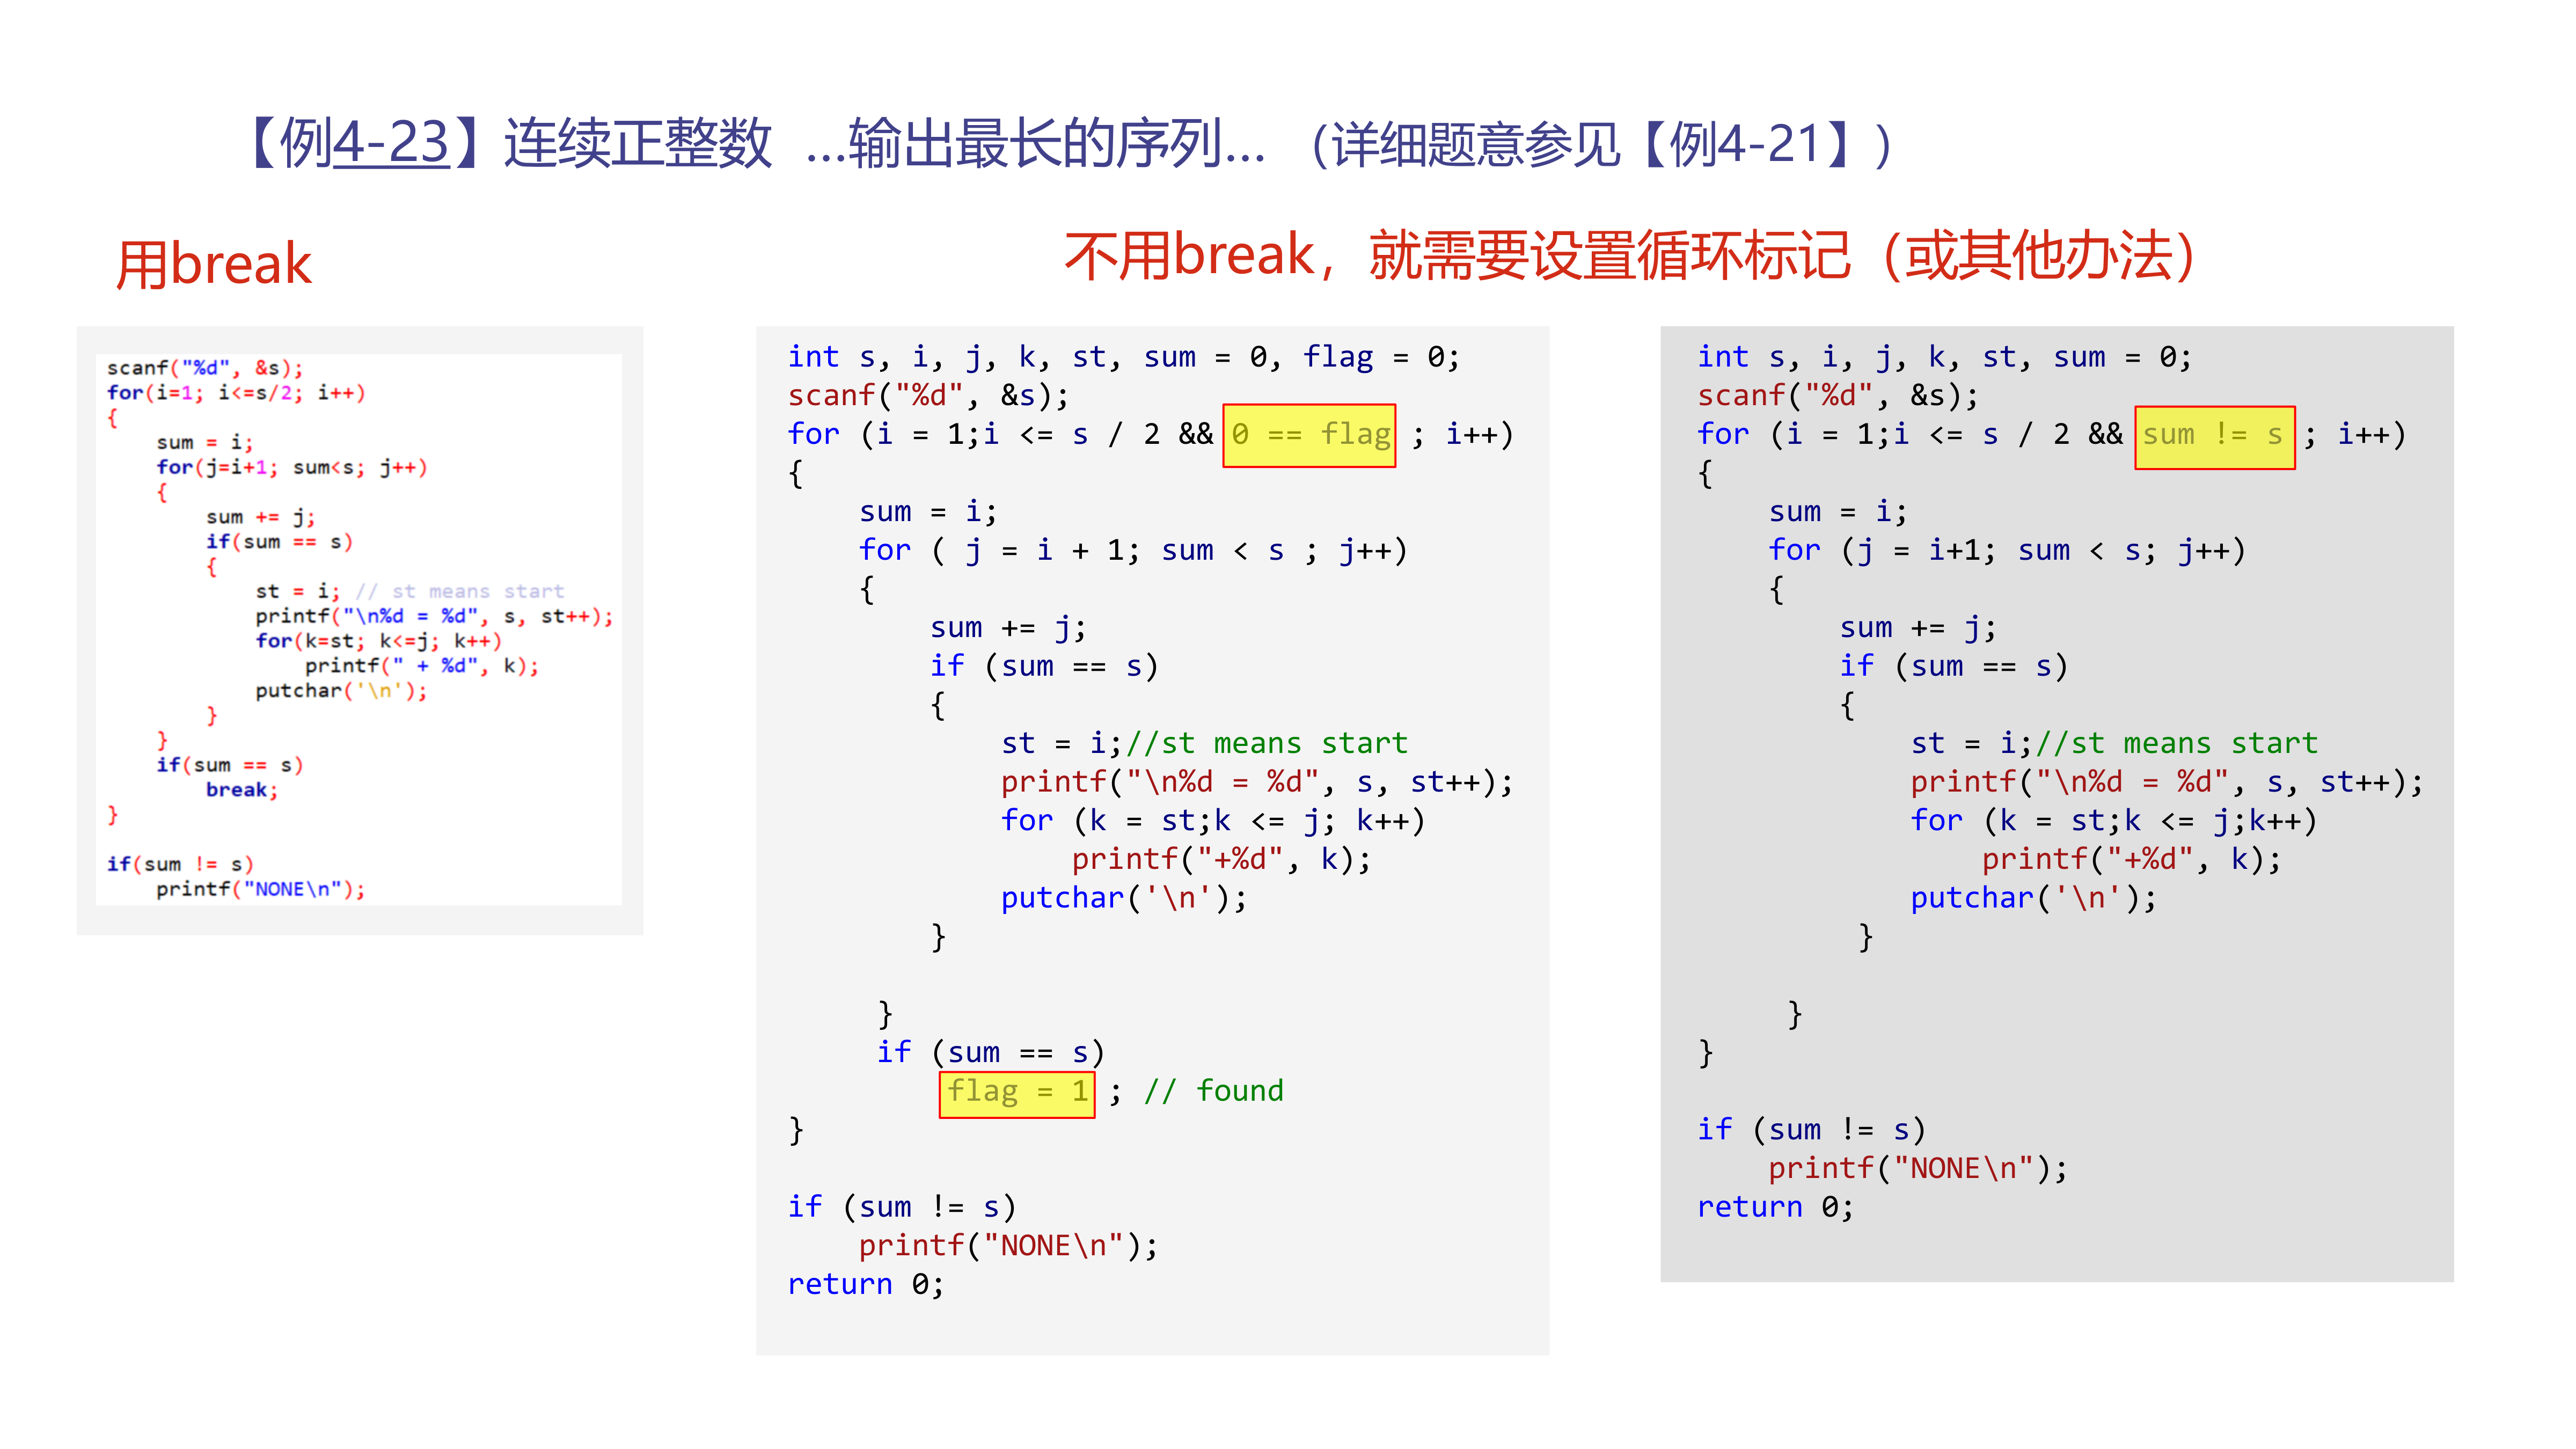 【例4-23】连续正整数 …输出最长的序列… (详细题意参见【例4-21】)
用break
不用break，就需要设置循环标记（或其他办法）
scanf("%d", &s);
for(i=1; i<=s/2; i++)
{
    sum = i;
    for(j=i+1; sum<s; j++)
    {
        sum += j;
        if(sum == s)
        {
            st = i; // st means start
            printf("\n%d = %d", s, st++);
            for(k=st; k<=j; k++)
                printf(" + %d", k);
            putchar('\n');
        }
    }
    if(sum == s)
        break;
}
if(sum != s)
    printf("NONE\n");
int s, i, j, k, st, sum = 0, flag = 0;
scanf("%d", &s);
for (i = 1;i <= s / 2 && 0 == flag ; i++)
{
    sum = i;
    for ( j = i + 1; sum < s ; j++)
    {
        sum += j;
        if (sum == s)
        {
            st = i;//st means start
            printf("\n%d = %d", s, st++);
            for (k = st;k <= j; k++)
                printf("+%d", k);
            putchar('\n');
        }
     }
     if (sum == s)
         flag = 1 ; // found
}
if (sum != s)
    printf("NONE\n");
return 0;
int s, i, j, k, st, sum = 0;
scanf("%d", &s);
for (i = 1;i <= s / 2 && sum != s ; i++)
{
    sum = i;
    for (j = i+1; sum < s; j++)
    {
        sum += j;
        if (sum == s)
        {
            st = i;//st means start
            printf("\n%d = %d", s, st++);
            for (k = st;k <= j;k++)
                printf("+%d", k);
            putchar('\n');
         }
     }
}
if (sum != s)
    printf("NONE\n");
return 0;